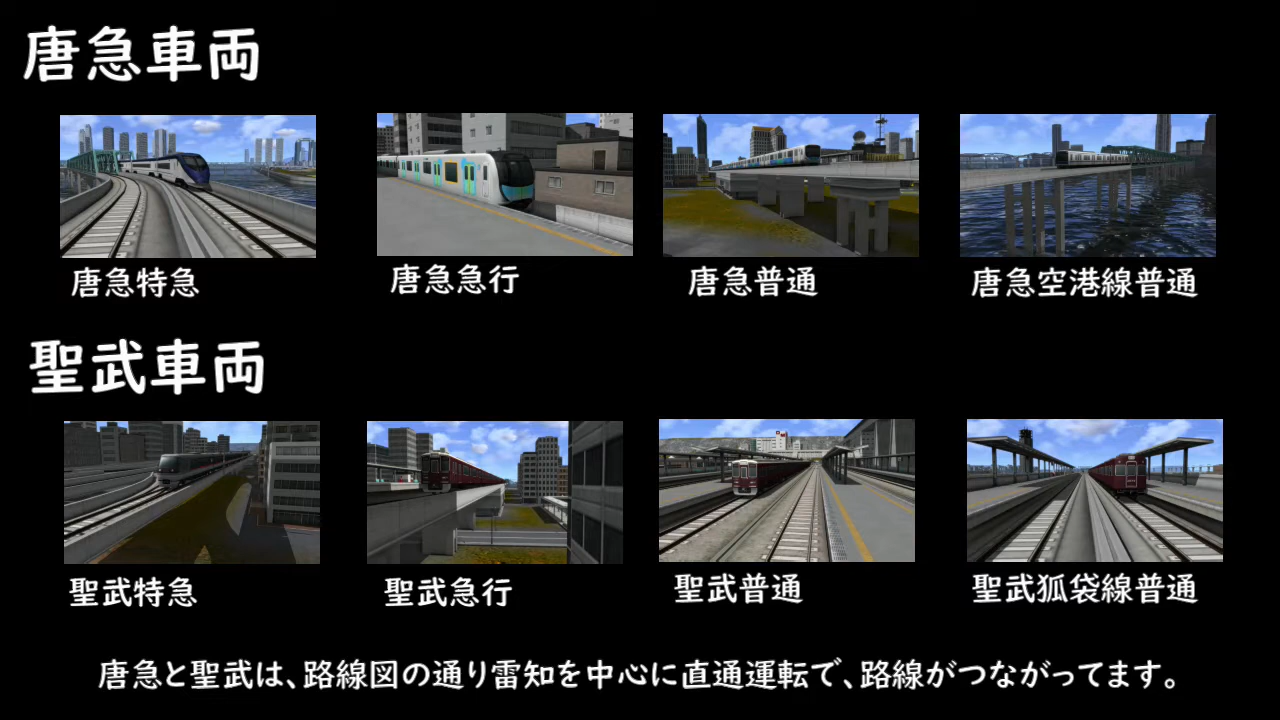 唐急車両
唐急特急
唐急急行
唐急普通
唐急空港線普通
聖武車両
聖武特急
聖武急行
聖武普通
聖武狐袋線普通
唐急と聖武は、路線図の通り雷知を中心に直通運転で、路線がつながってます。